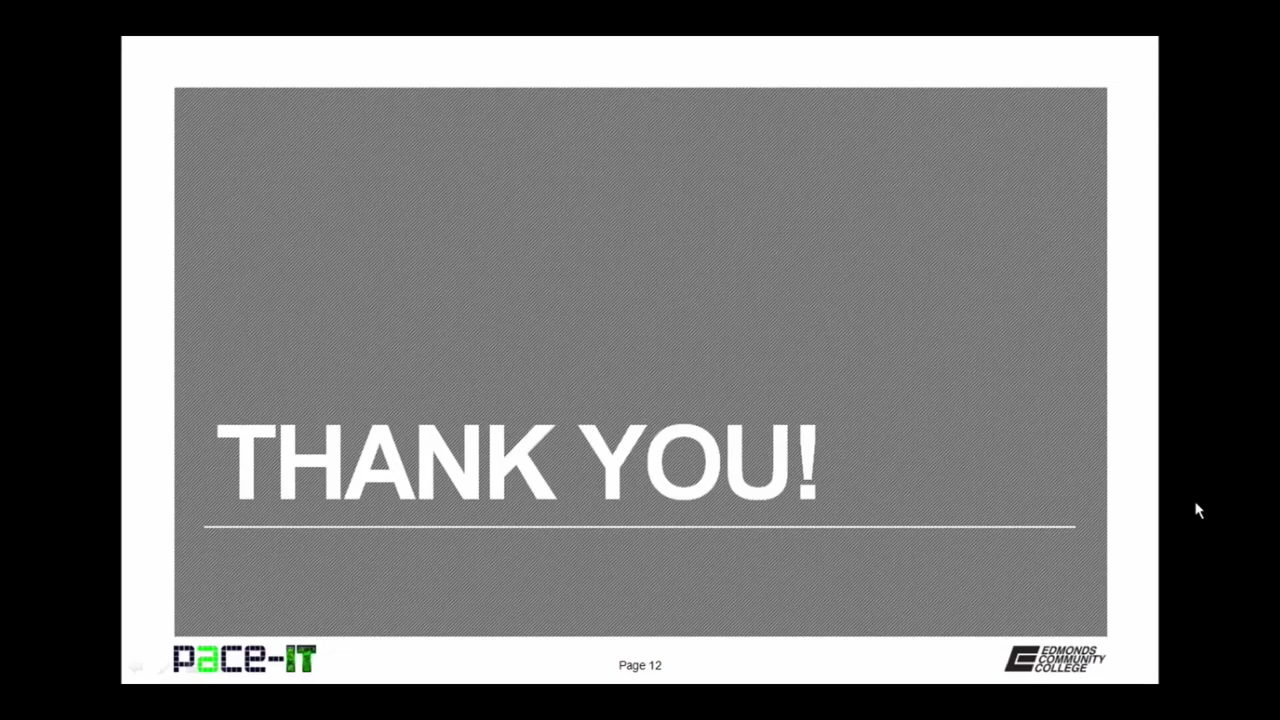 THANK YOU!
pace-IT
Page 12
EDMONDS
COMMUNITY
COLLEGE